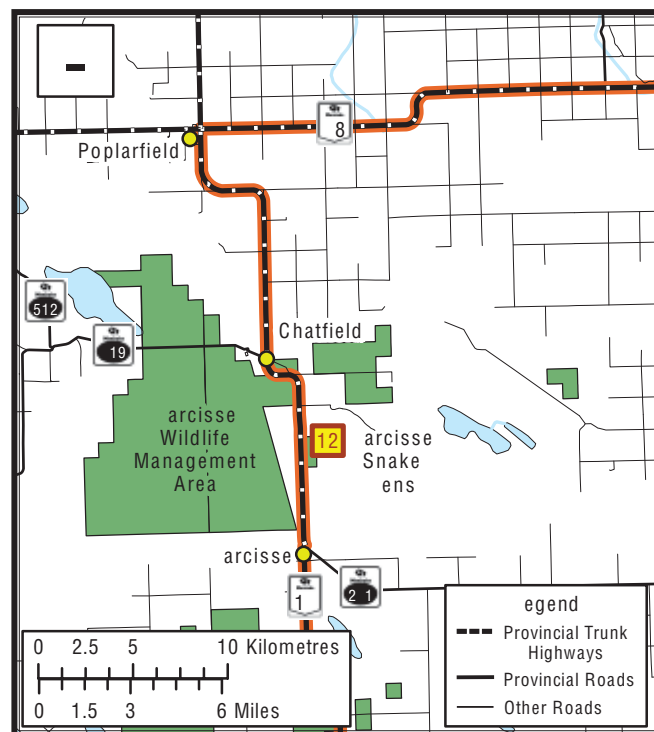 8
Poplarfield
512
19
Chatfield
arcisse
Wildlife
Management
Area
12
arcisse
Snake
ens
arcisse
1
2 1
egend
Provincial Trunk
Highways
Provincial Roads
Other Roads
0 2.5 5 10 Kilometres
0 1.5 3 6 Miles